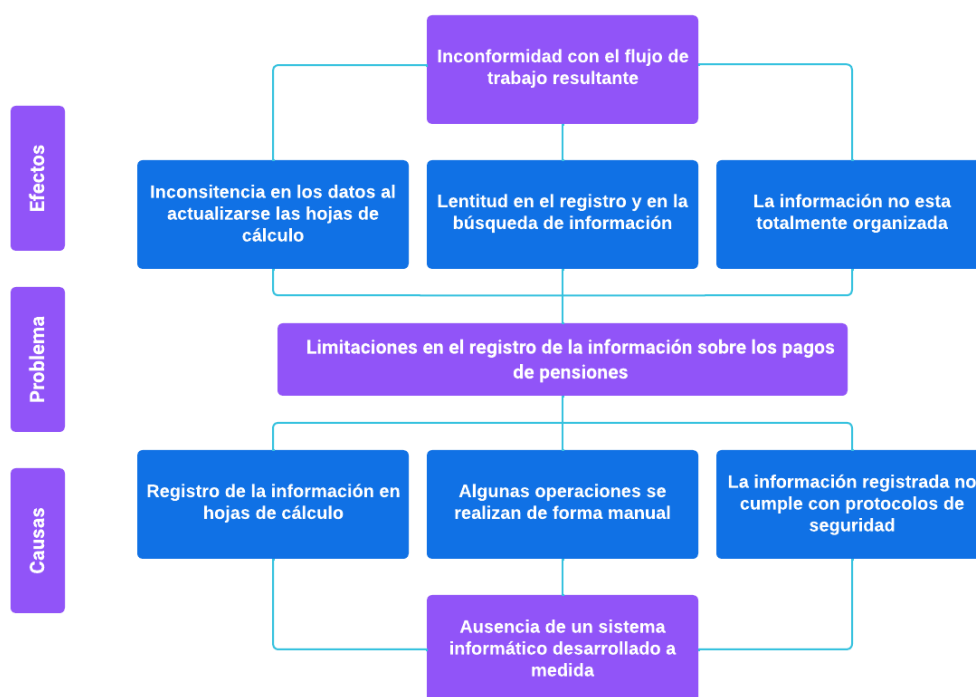 Inconformidad con el flujo de
trabajo resultante
Efectos
Inconsitencia en los datos al
actualizarse las hojas de
cálculo
Lentitud en el registro y en la
búsqueda de información
La información no esta
totalmente organizada
Problema
Limitaciones en el registro de la información sobre los pagos
de pensiones
Causas
Registro de la información en
hojas de cálculo
Algunas operaciones se
realizan de forma manual
La información registrada no
cumple con protocolos de
seguridad
Ausencia de un sistema
informático desarrollado a
medida